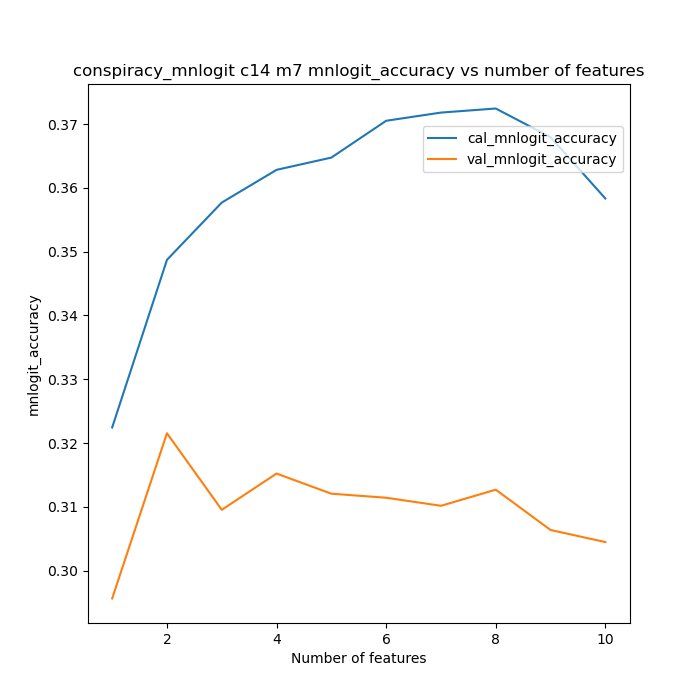 conspiracy_mnlogit c14 m7 mnlogit_accuracy vs number of features
cal_mnlogit_accuracy
val_mnlogit_accuracy
mnlogit_accuracy
0.37
0.36
0.35
0.34
0.33
0.32
0.31
0.30
2
4
6
8
10
Number of features